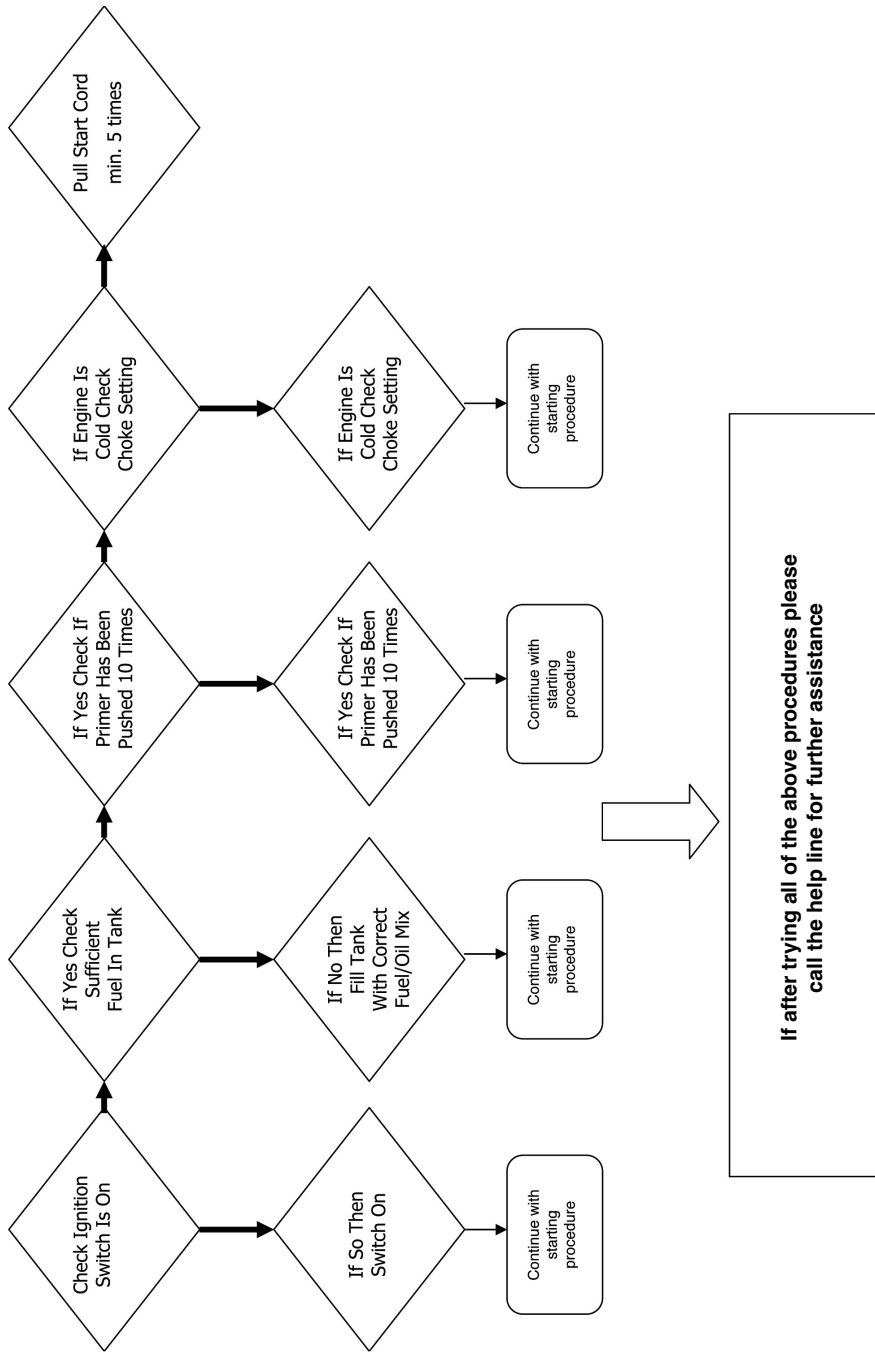 Check Ignition
Switch Is On
If Yes Check
Sufficient
Fuel In Tank
If Yes Check If
Primer Has Been
Pushed 10 Times
If Engine Is
Cold Check
Choke Setting
Pull Start Cord
min. 5 times
If So Then
Switch On
If No Then
Fill Tank
With Correct
Fuel/Oil Mix
If Yes Check If
Primer Has Been
Pushed 10 Times
If Engine Is
Cold Check
Choke Setting
Continue with
starting
procedure
Continue with
starting
procedure
Continue with
starting
procedure
Continue with
starting
procedure
If after trying all of the above procedures please
call the help line for further assistance